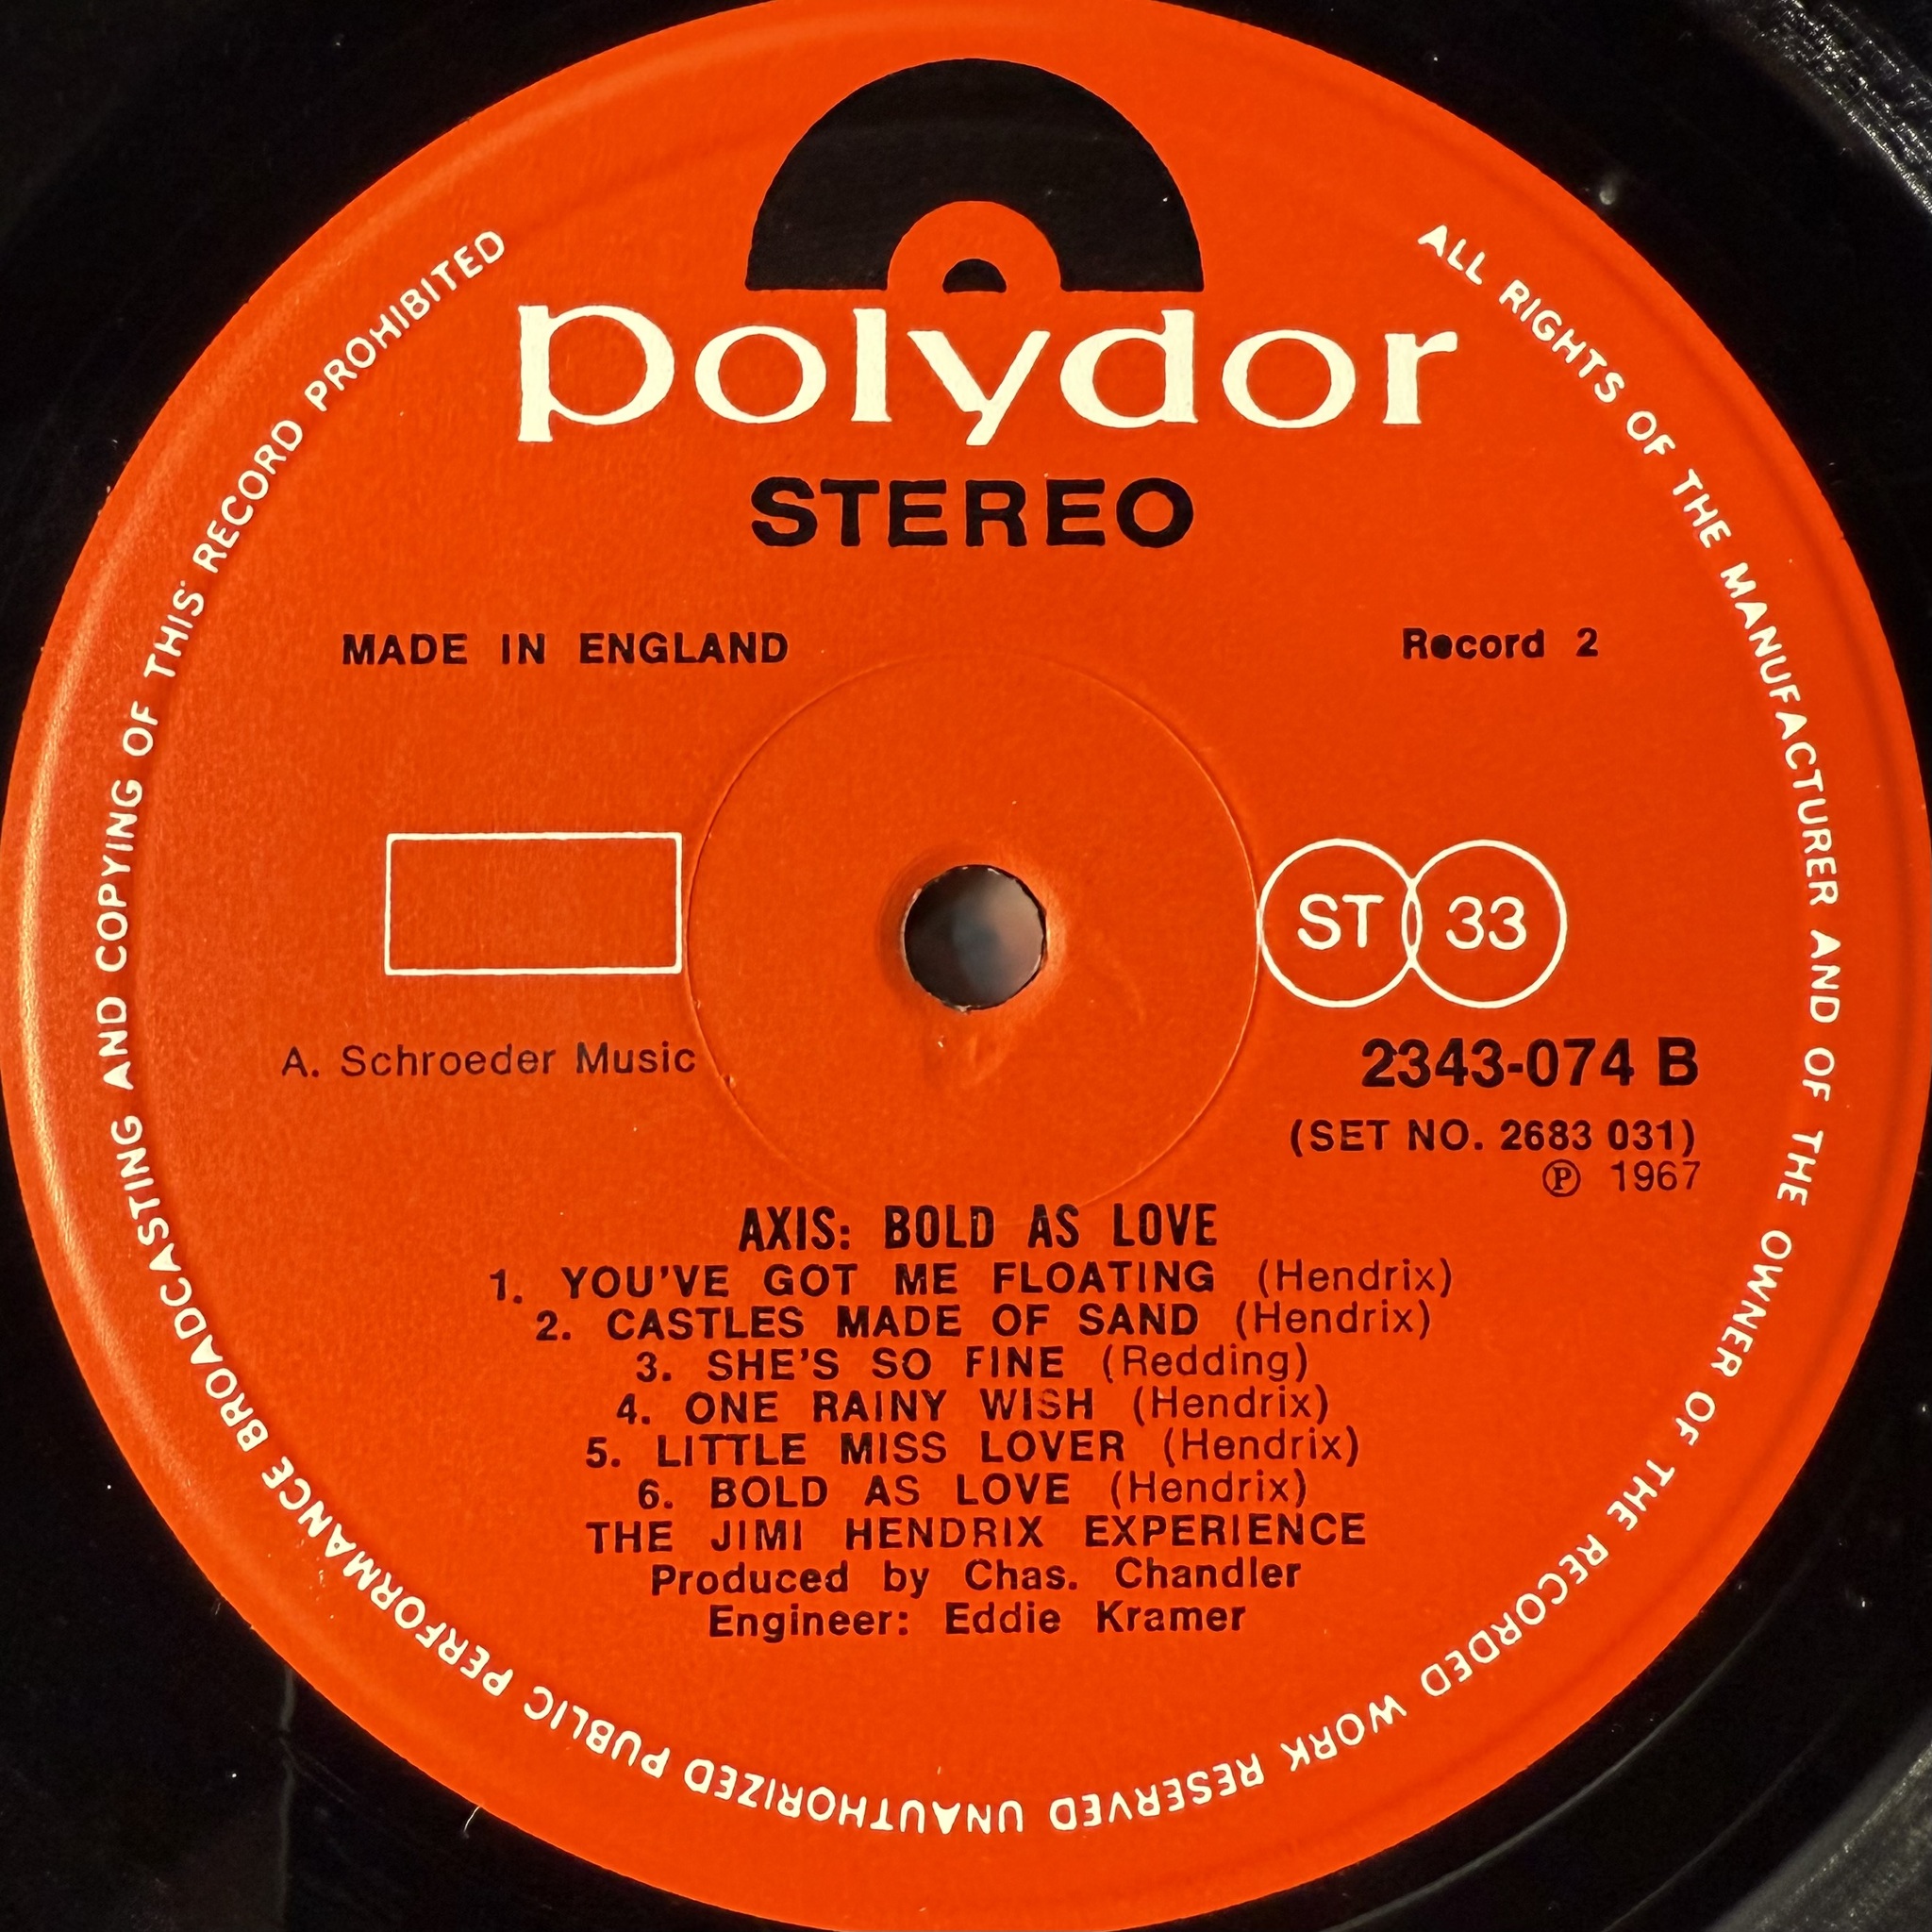 polydor
STEREO
MADE IN ENGLAND
Record 2
ST 33
A. Schroeder Music
2343-074 B
(SET NO. 2683 031)
Ⓟ 1967
AXIS: BOLD AS LOVE
1. YOU'VE GOT ME FLOATING (Hendrix)
2. CASTLES MADE OF SAND (Hendrix)
3. SHE'S SO FINE (Redding)
4. ONE RAINY WISH (Hendrix)
5. LITTLE MISS LOVER (Hendrix)
6. BOLD AS LOVE (Hendrix)
THE JIMI HENDRIX EXPERIENCE
Produced by Chas. Chandler
Engineer: Eddie Kramer
ALL RIGHTS OF THE MANUFACTURER AND OF THE OWNER OF THE RECORDED WORK RESERVED UNAUTHORIZED PUBLIC PERFORMANCE BROADCASTING AND COPYING OF THIS RECORD PROHIBITED